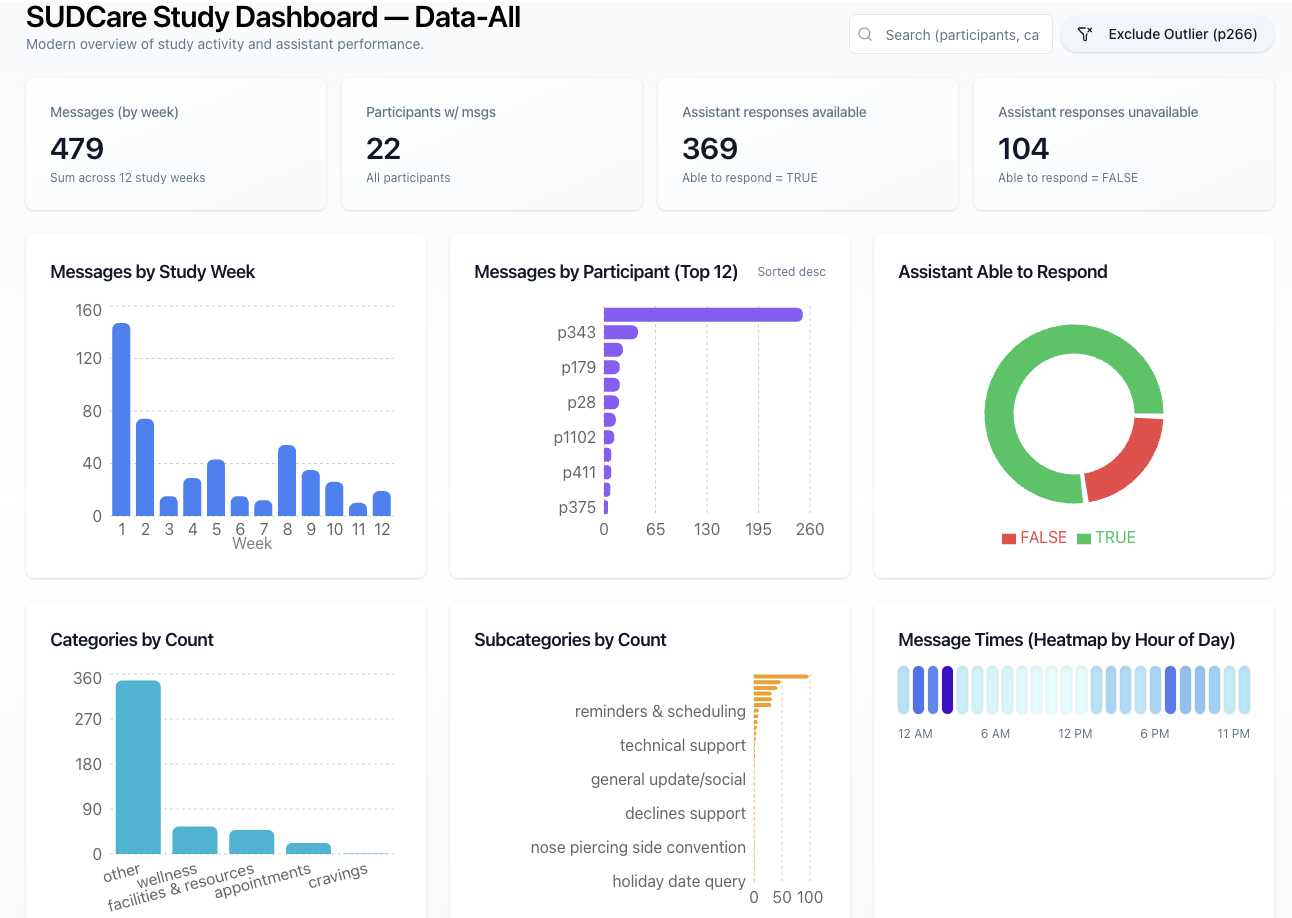 SUDCare Study Dashboard — Data-All
Modern overview of study activity and assistant performance.
Search (participants, ca
Exclude Outlier (p266)
Messages (by week)
479
Sum across 12 study weeks
Participants w/ msgs
22
All participants
Assistant responses available
369
Able to respond = TRUE
Assistant responses unavailable
104
Able to respond = FALSE
Messages by Study Week
160
120
80
40
0
1 2 3 4 5 6 7 8 9 10 11 12
Week
Messages by Participant (Top 12)
Sorted desc
p343
p179
p28
p1102
p411
p375
0 65 130 195 260
Assistant Able to Respond
FALSE TRUE
Categories by Count
360
270
180
90
0
other
wellness
facilities & resources
appointments
cravings
Subcategories by Count
reminders & scheduling
technical support
general update/social
declines support
nose piercing side convention
holiday date query
0 50 100
Message Times (Heatmap by Hour of Day)
12 AM 6 AM 12 PM 6 PM 11 PM